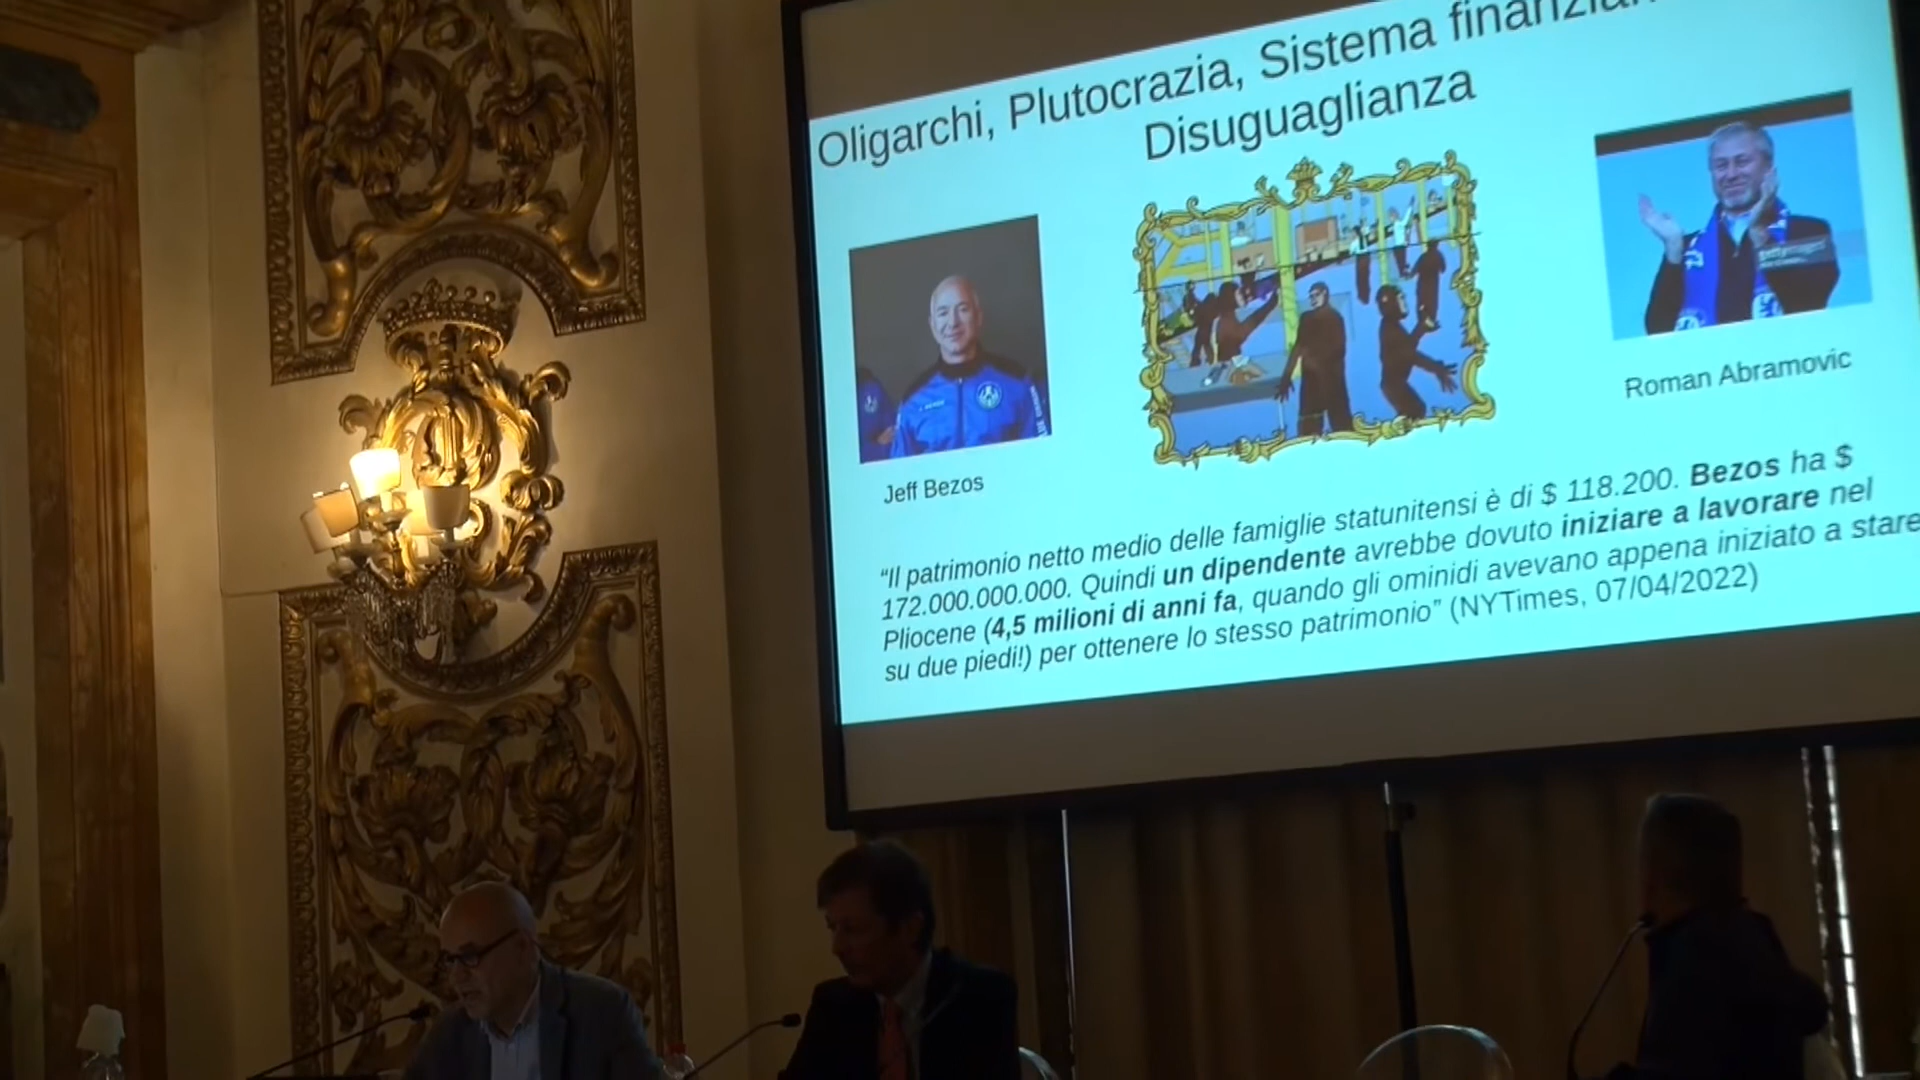 Oligarchi, Plutocrazia, Sistema
Disuguaglianza
Jeff Bezos
Roman Abramovic
“Il patrimonio netto medio delle famiglie statunitensi è di $ 118.200. Bezos ha $
172.000.000.000. Quindi un dipendente avrebbe dovuto iniziare a lavorare nel
Pliocene (4,5 milioni di anni fa, quando gli ominidi avevano appena iniziato a stare
su due piedi!) per ottenere lo stesso patrimonio” (NYTimes, 07/04/2022)